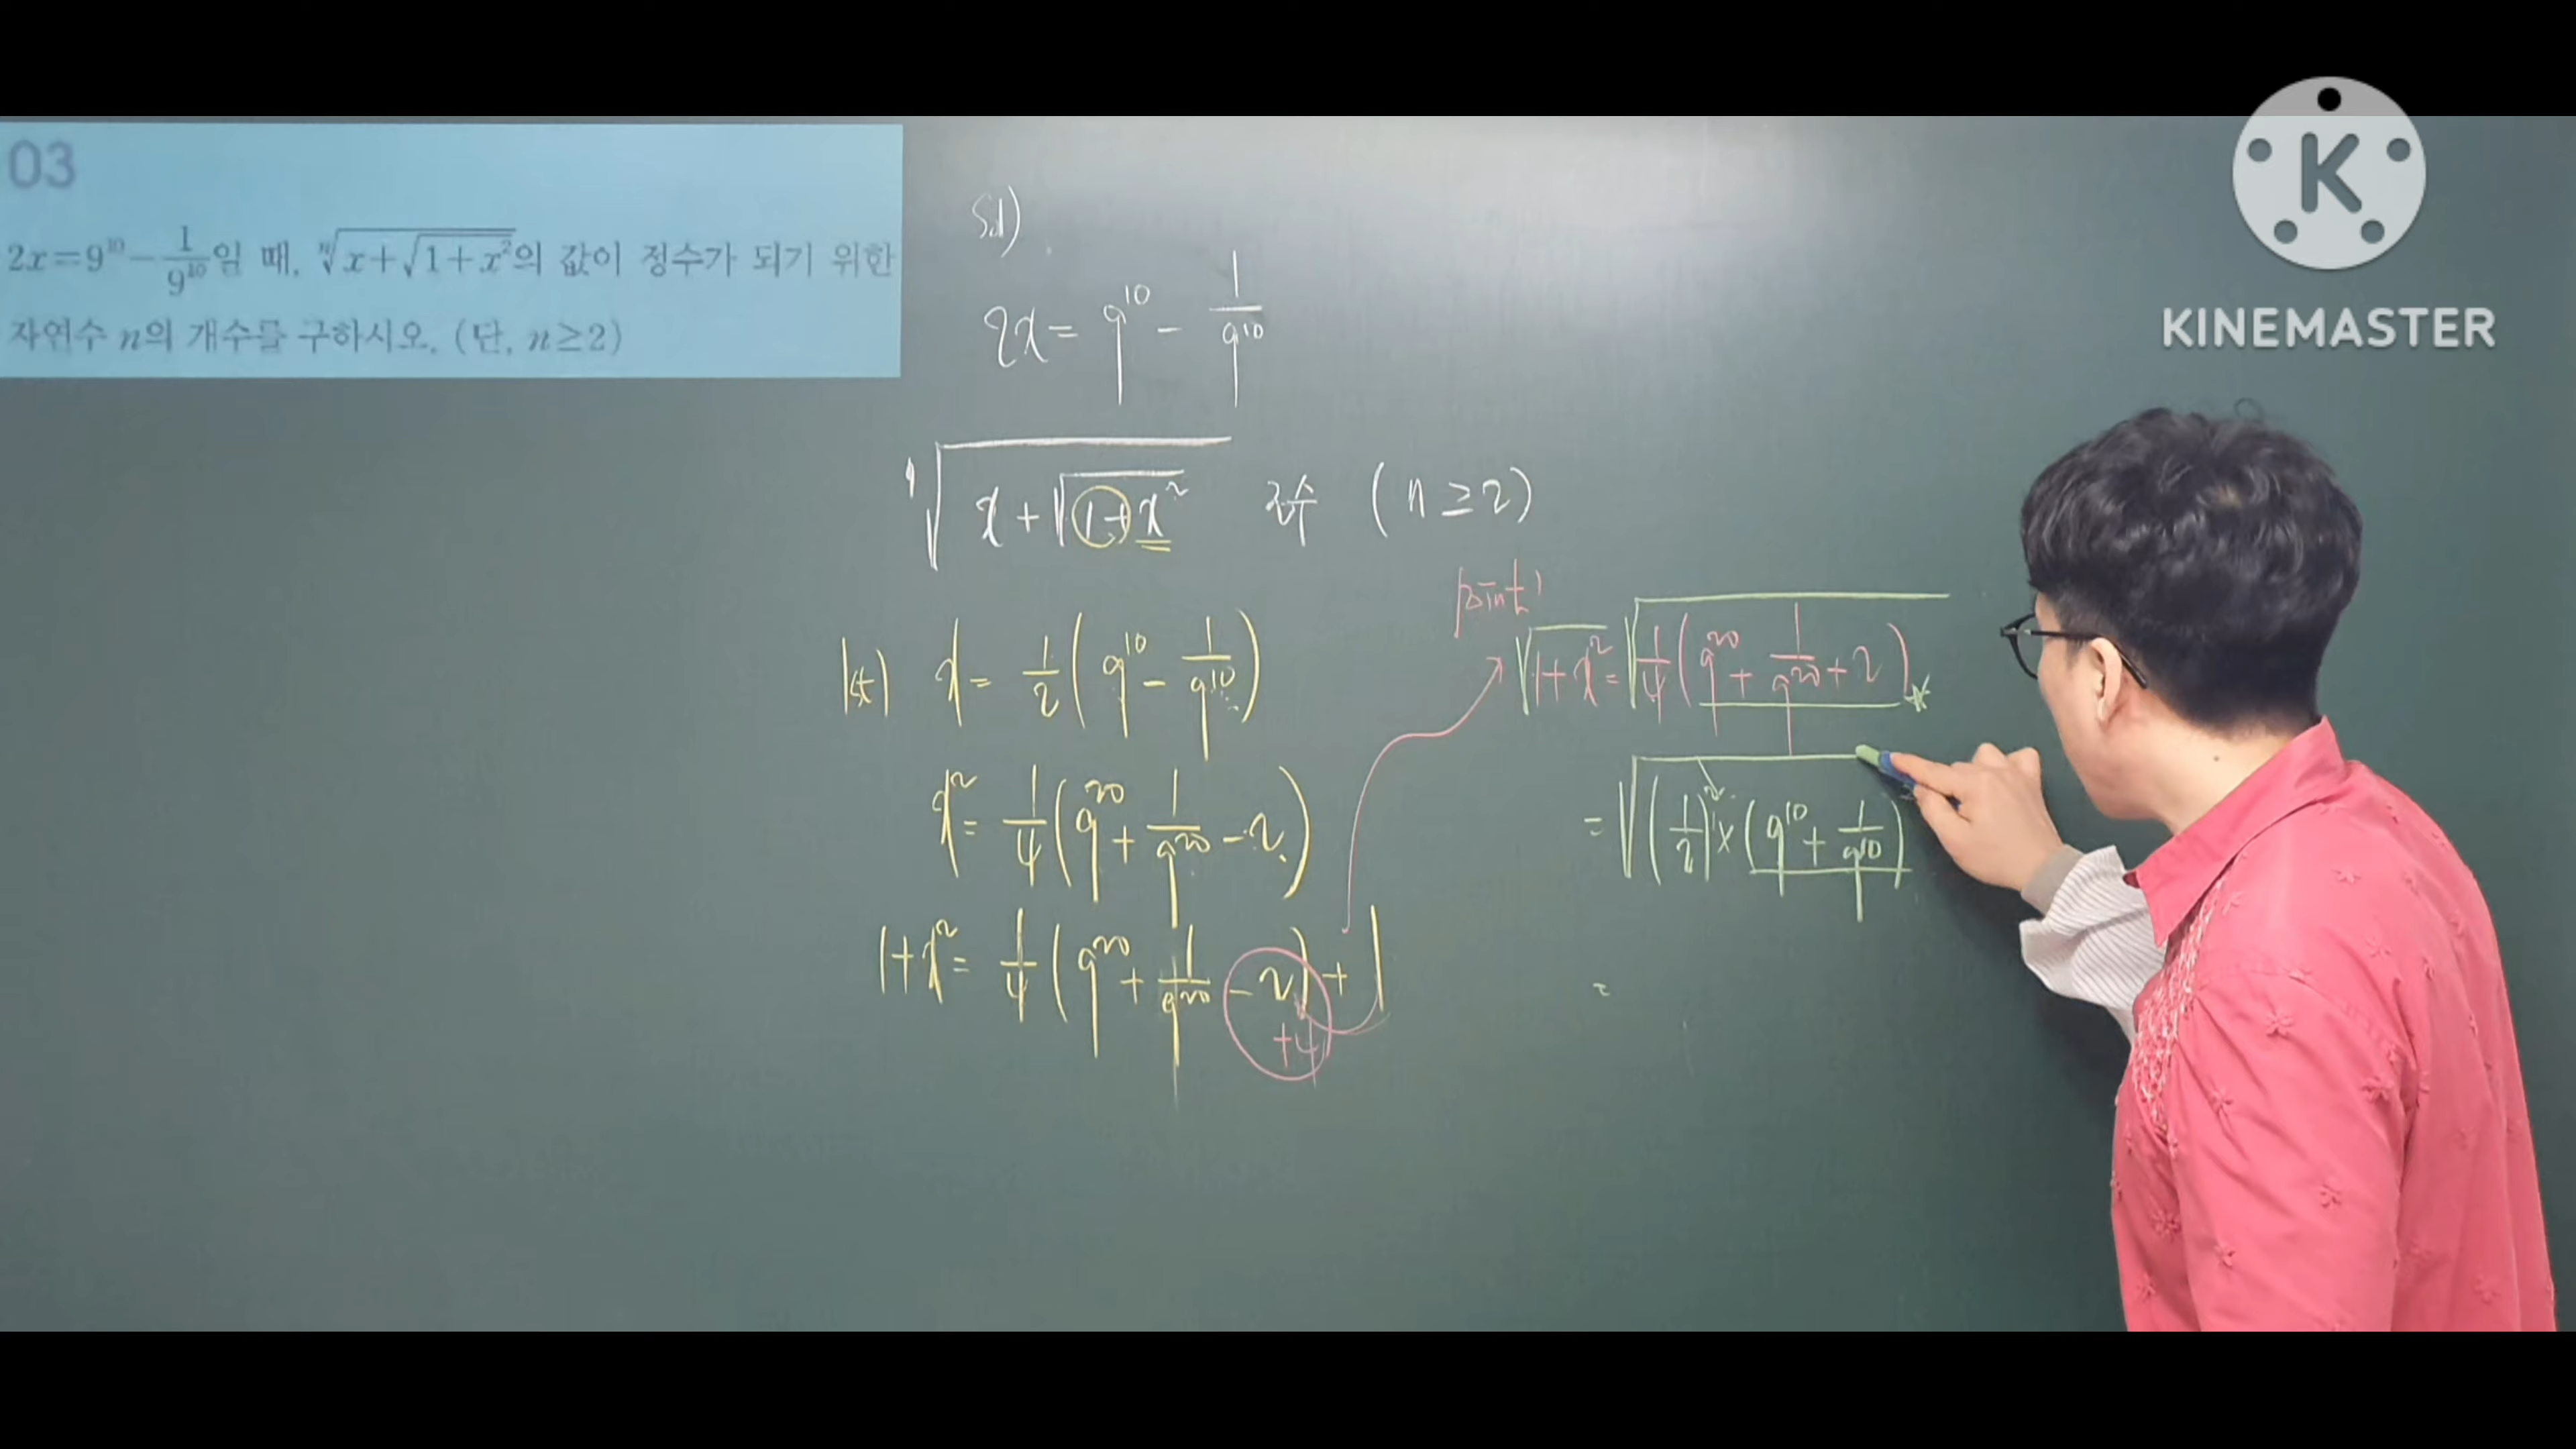 03
2x=9^10-1/9^10일 때, ⁿ√(x+√(1+x²))의 값이 정수가 되기 위한
자연수 n의 개수를 구하시오. (단, n≥2)
Sol)
2x = 9^10 - 1/9^10
ⁿ√(x+√(1+x²)) 정수 (n≥2)
1st) x = 1/2 (9^10 - 1/9^10)
x² = 1/4 (9^20 + 1/9^20 - 2)
1+x² = 1/4 (9^20 + 1/9^20 - 2) + 1
+4
point!
√(1+x²) = √(1/4 (9^20 + 1/9^20 + 2))
= √((1/2)² × (9^10 + 1/9^10)
=
K
KINEMASTER